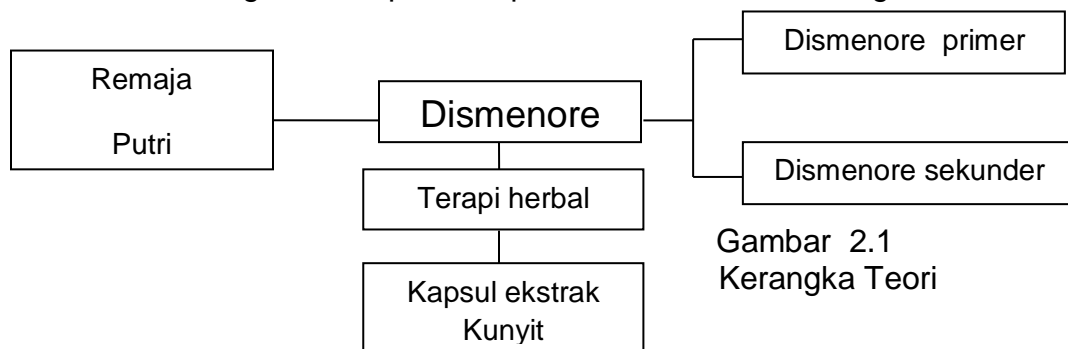 Dismenore primer
Remaja
Putri
Dismenore
Dismenore sekunder
Terapi herbal
Gambar 2.1
Kerangka Teori
Kapsul ekstrak
Kunyit